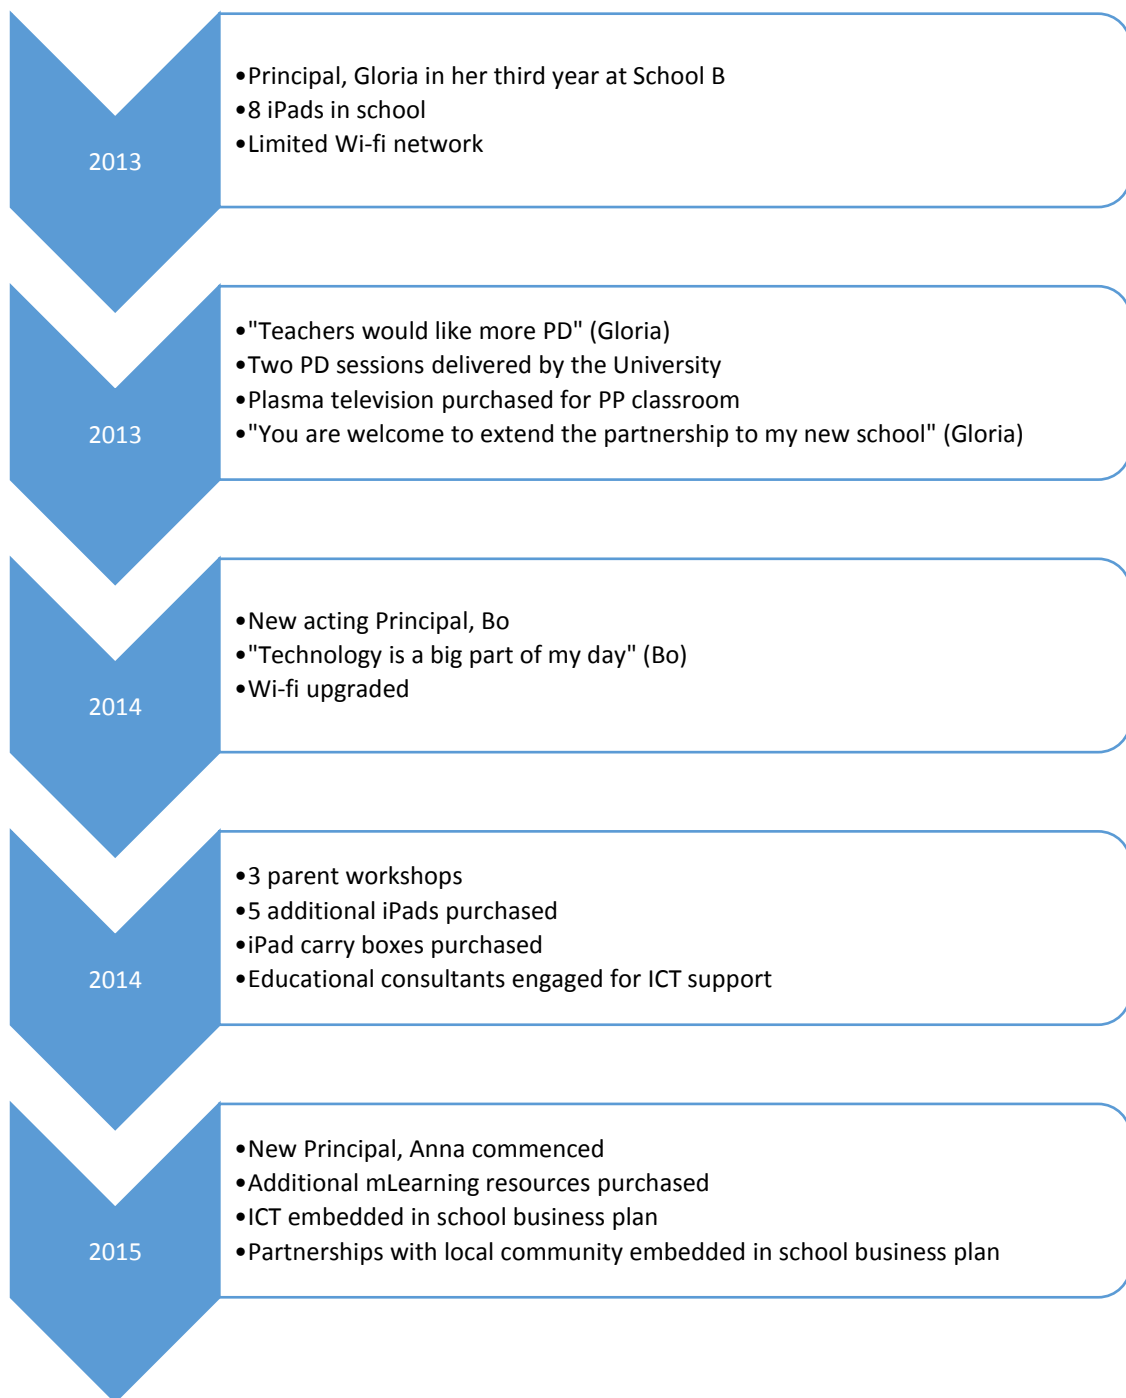 2013
•Principal, Gloria in her third year at School B
•8 iPads in school
•Limited Wi-fi network
2013
•"Teachers would like more PD" (Gloria)
•Two PD sessions delivered by the University
•Plasma television purchased for PP classroom
•"You are welcome to extend the partnership to my new school" (Gloria)
2014
•New acting Principal, Bo
•"Technology is a big part of my day" (Bo)
•Wi-fi upgraded
2014
•3 parent workshops
•5 additional iPads purchased
•iPad carry boxes purchased
•Educational consultants engaged for ICT support
2015
•New Principal, Anna commenced
•Additional mLearning resources purchased
•ICT embedded in school business plan
•Partnerships with local community embedded in school business plan